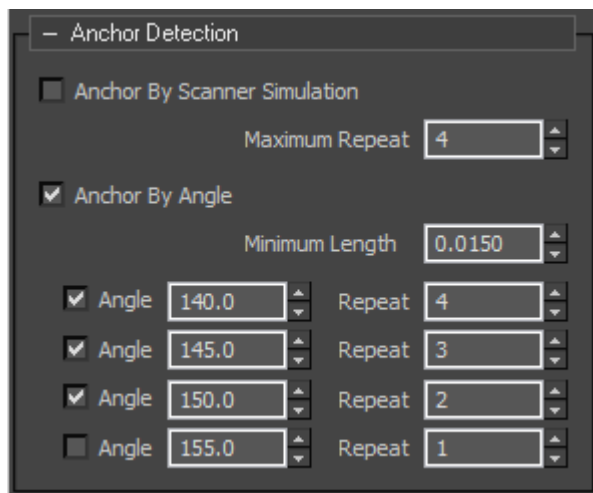 – Anchor Detection
Anchor By Scanner Simulation
Maximum Repeat 4
Anchor By Angle
Minimum Length 0.0150
Angle 140.0 Repeat 4
Angle 145.0 Repeat 3
Angle 150.0 Repeat 2
Angle 155.0 Repeat 1